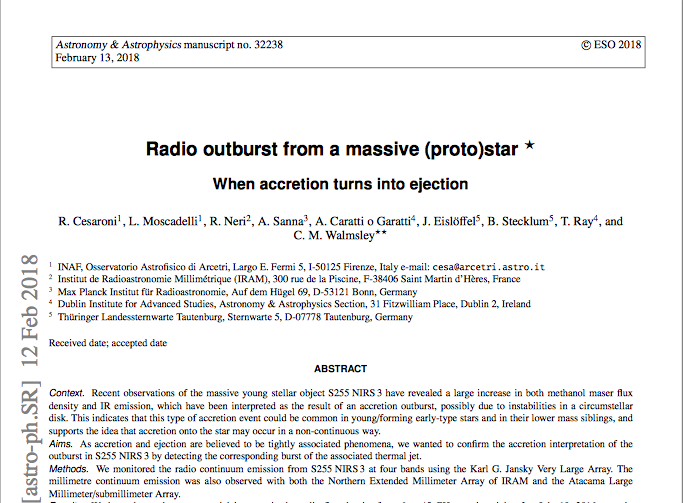 Astronomy & Astrophysics manuscript no. 32238
© ESO 2018
February 13, 2018
Radio outburst from a massive (proto)star ⋆
When accretion turns into ejection
R. Cesaroni1, L. Moscadelli1, R. Neri2, A. Sanna3, A. Caratti o Garatti4, J. Eislöffel5, B. Stecklum5, T. Ray4, and
C. M. Walmsley⋆⋆
1 INAF, Osservatorio Astrofisico di Arcetri, Largo E. Fermi 5, I-50125 Firenze, Italy e-mail: cesa@arcetri.astro.it
2 Institut de Radioastronomie Millimétrique (IRAM), 300 rue de la Piscine, F-38406 Saint Martin d'Hères, France
3 Max Planck Institut für Radioastronomie, Auf dem Hügel 69, D-53121 Bonn, Germany
4 Dublin Institute for Advanced Studies, Astronomy & Astrophysics Section, 31 Fitzwilliam Place, Dublin 2, Ireland
5 Thüringer Landessternwarte Tautenburg, Sternwarte 5, D-07778 Tautenburg, Germany
Received date; accepted date
ABSTRACT
Context. Recent observations of the massive young stellar object S255 NIRS 3 have revealed a large increase in both methanol maser flux
density and IR emission, which have been interpreted as the result of an accretion outburst, possibly due to instabilities in a circumstellar
disk. This indicates that this type of accretion event could be common in young/forming early-type stars and in their lower mass siblings, and
supports the idea that accretion onto the star may occur in a non-continuous way.
Aims. As accretion and ejection are believed to be tightly associated phenomena, we wanted to confirm the accretion interpretation of the
outburst in S255 NIRS 3 by detecting the corresponding burst of the associated thermal jet.
Methods. We monitored the radio continuum emission from S255 NIRS 3 at four bands using the Karl G. Jansky Very Large Array. The
millimetre continuum emission was also observed with both the Northern Extended Millimeter Array of IRAM and the Atacama Large
Millimeter/submillimeter Array.
[astro-ph.SR] 12 Feb 2018